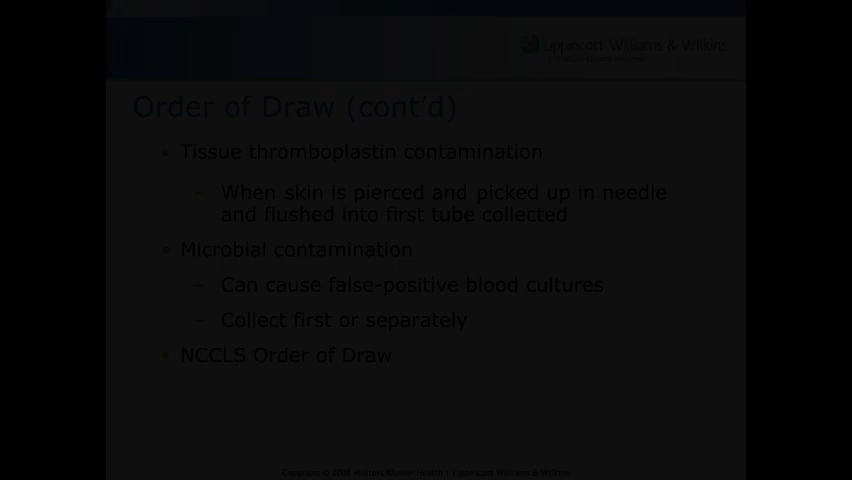 Lippincott Williams & Wilkins
Order of Draw (cont'd)
• Tissue thromboplastin contamination
– When skin is pierced and picked up in needle
and flushed into first tube collected
• Microbial contamination
– Can cause false-positive blood cultures
– Collect first or separately
• NCCLS Order of Draw
Copyright © 2008 Wolters Kluwer Health | Lippincott Williams & Wilkins